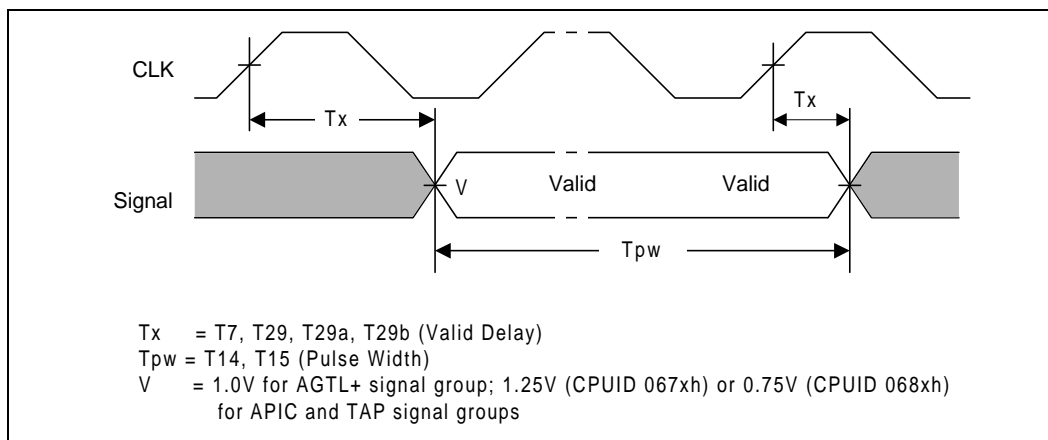 CLK
Tx
Tx
Signal
V
Valid
Valid
Tpw
Tx = T7, T29, T29a, T29b (Valid Delay)
Tpw = T14, T15 (Pulse Width)
V = 1.0V for AGTL+ signal group; 1.25V (CPUID 067xh) or 0.75V (CPUID 068xh)
for APIC and TAP signal groups